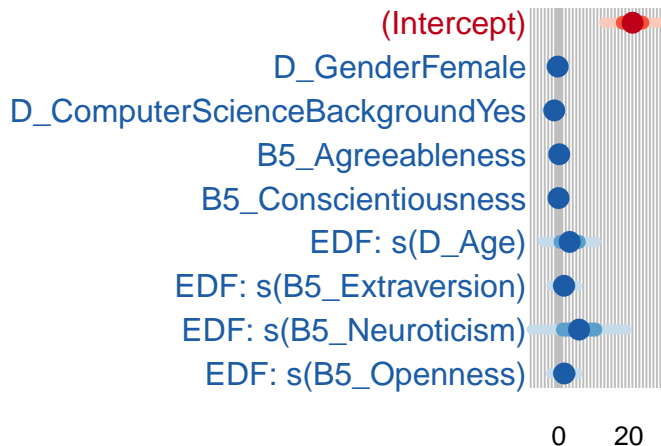 (Intercept)
D_GenderFemale
D_ComputerScienceBackgroundYes
B5_Agreeableness
B5_Conscientiousness
EDF: s(D_Age)
EDF: s(B5_Extraversion)
EDF: s(B5_Neuroticism)
EDF: s(B5_Openness)
0 20